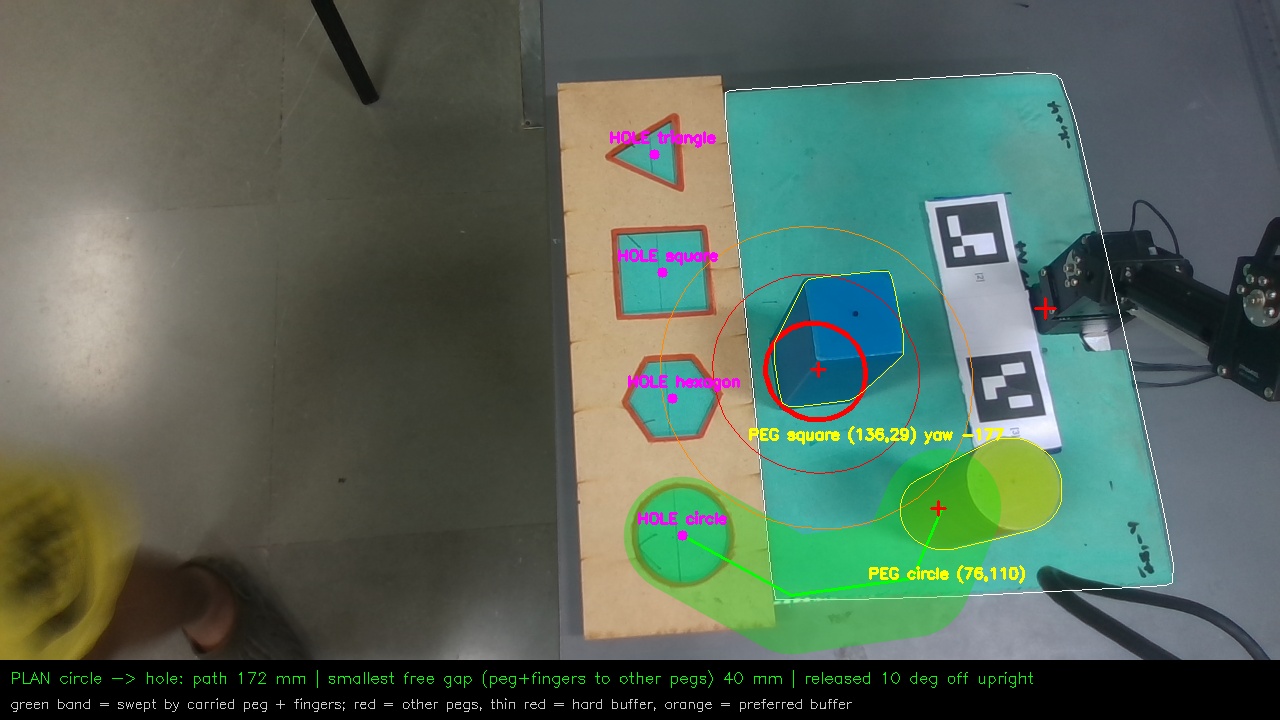 HOLE triangle
HOLE square
HOLE hexagon
PEG square (136,29) yaw -177
HOLE circle
PEG circle (76,110)
PLAN circle -> hole: path 172 mm | smallest free gap (peg+fingers to other pegs) 40 mm | released 10 deg off upright
green band = swept by carried peg + fingers; red = other pegs, thin red = hard buffer, orange = preferred buffer